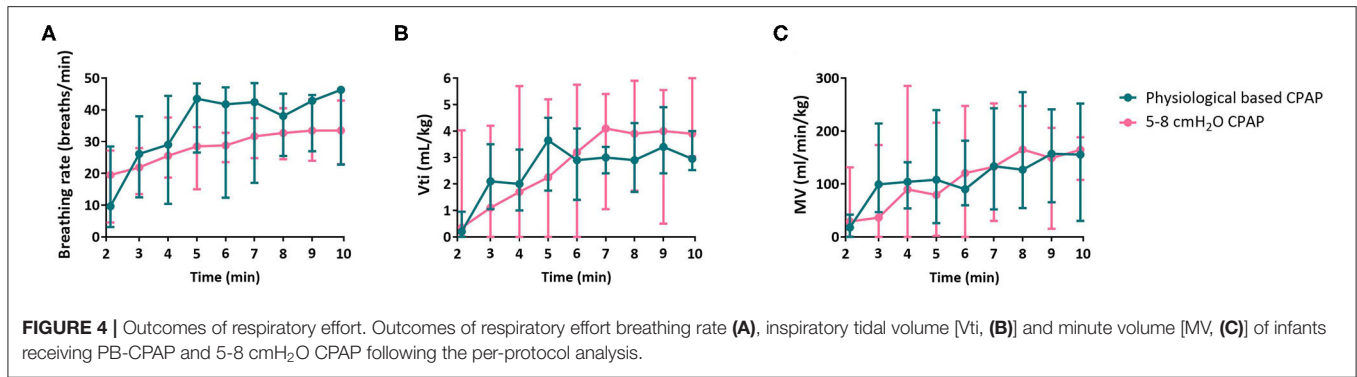 A
B
C
Breathing rate (breaths/min)
50
40
30
20
10
0
2 3 4 5 6 7 8 9 10
Time (min)
Vti (mL/kg)
6
5
4
3
2
1
0
2 3 4 5 6 7 8 9 10
Time (min)
MV (ml/min/kg)
300
200
100
0
2 3 4 5 6 7 8 9 10
Time (min)
Physiological based CPAP
5-8 cmH₂O CPAP
FIGURE 4 | Outcomes of respiratory effort. Outcomes of respiratory effort breathing rate (A), inspiratory tidal volume [Vti, (B)] and minute volume [MV, (C)] of infants
receiving PB-CPAP and 5-8 cmH₂O CPAP following the per-protocol analysis.